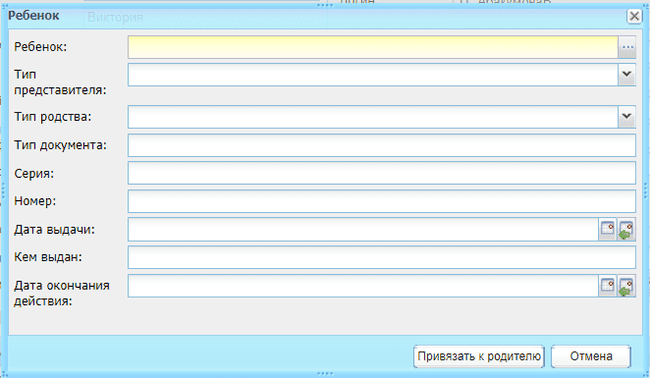 Ребенок
Виктория
Ребенок:
Тип
представителя:
Тип родства:
Тип документа:
Серия:
Номер:
Дата выдачи:
Кем выдан:
Дата окончания
действия:
Привязать к родителю
Отмена